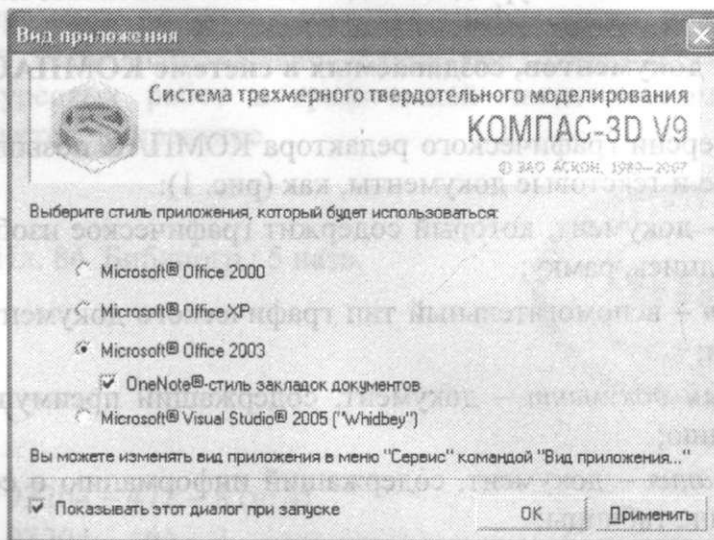 Вид приложения
Система трехмерного твердотельного моделирования
КОМПАС-3D V9
© ЗАО АСКОН, 1989—2007
Выберите стиль приложения, который будет использоваться:
Microsoft® Office 2000
Microsoft® Office XP
Microsoft® Office 2003
OneNote®-стиль закладок документов
Microsoft® Visual Studio® 2005 ("Whidbey")
Вы можете изменять вид приложения в меню "Сервис" командой "Вид приложения..."
Показывать этот диалог при запуске
ОК
Применить